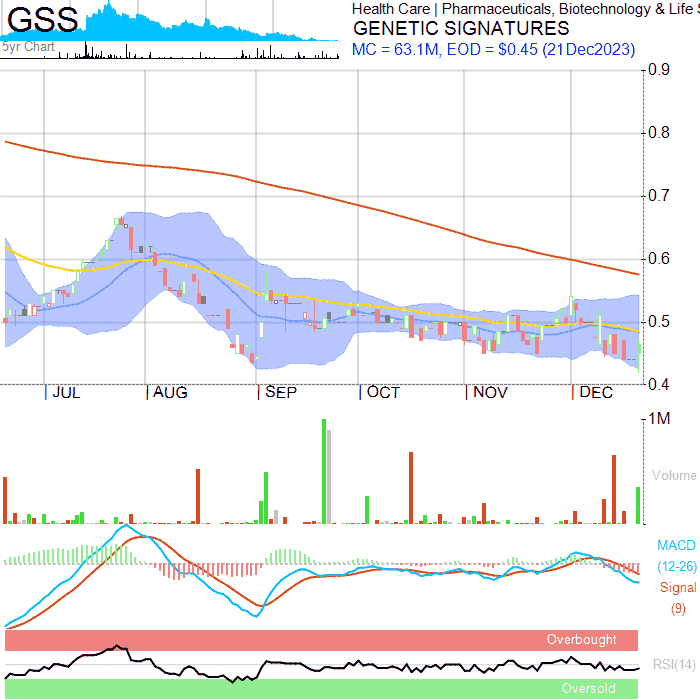 GSS
5yr Chart
Health Care | Pharmaceuticals, Biotechnology & Life S
GENETIC SIGNATURES
MC = 63.1M, EOD = $0.45 (21Dec2023)
0.9
0.8
0.7
0.6
0.5
0.4
JUL AUG SEP OCT NOV DEC
1M
Volume
MACD
(12-26)
Signal
(9)
Overbought
RSI(14)
Oversold